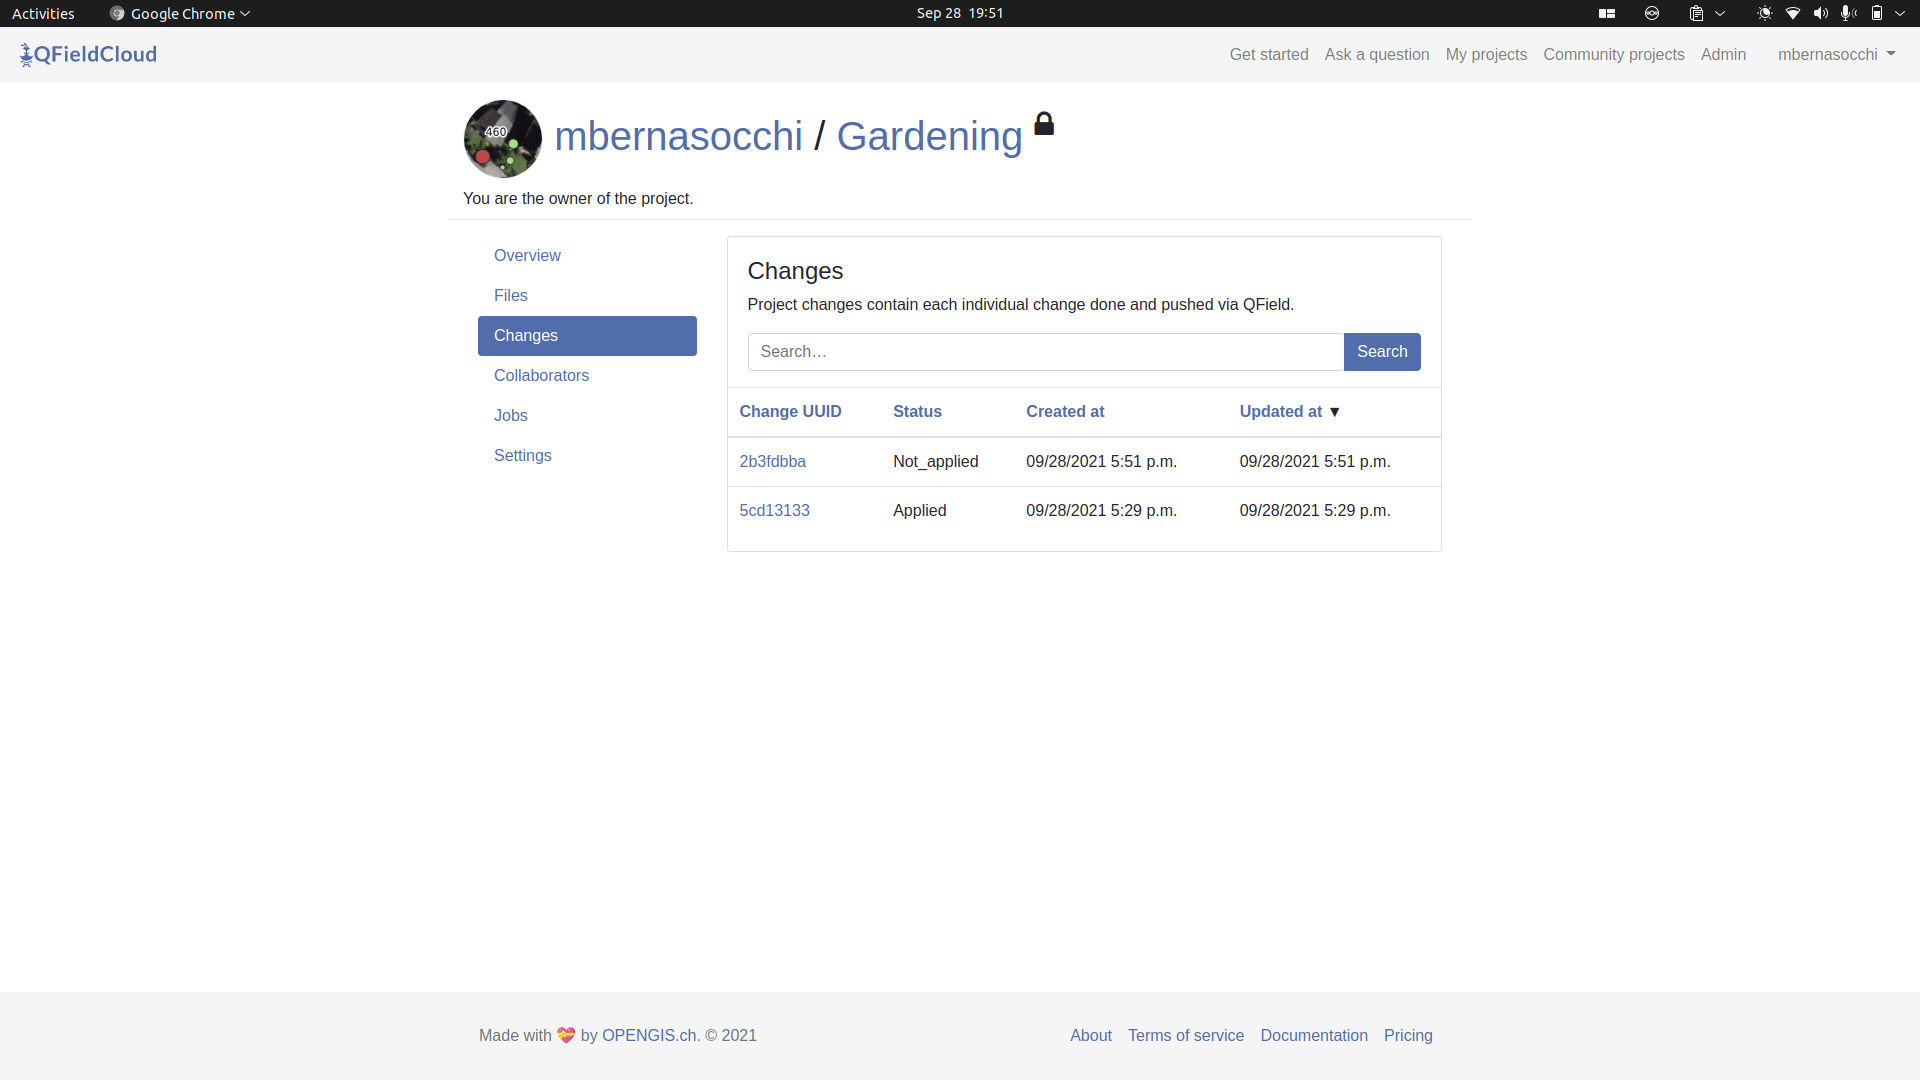 Activities Google Chrome Sep 28 19:51
QFieldCloud Get started Ask a question My projects Community projects Admin mbernasocchi
460
mbernasocchi / Gardening
You are the owner of the project.
Overview
Files
Changes
Collaborators
Jobs
Settings
Changes
Project changes contain each individual change done and pushed via QField.
Search… Search
Change UUID Status Created at Updated at ▼
2b3fdbba Not_applied 09/28/2021 5:51 p.m. 09/28/2021 5:51 p.m.
5cd13133 Applied 09/28/2021 5:29 p.m. 09/28/2021 5:29 p.m.
Made with 💝 by OPENGIS.ch. © 2021 About Terms of service Documentation Pricing